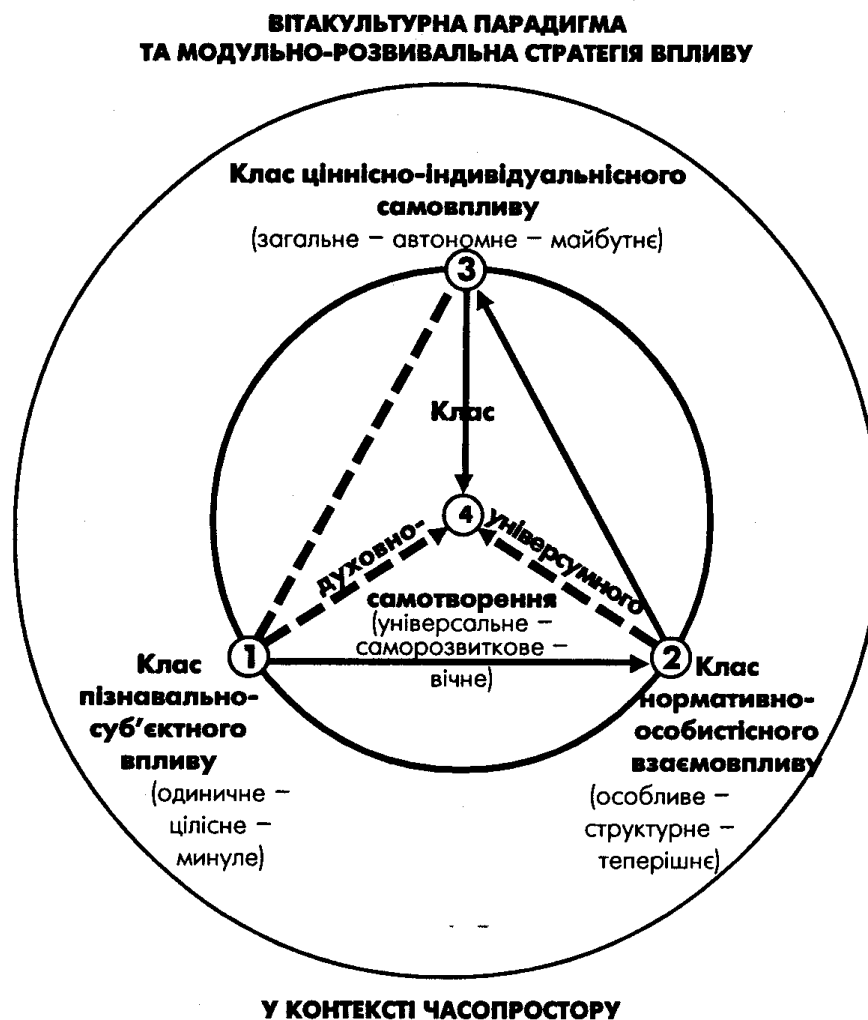 ВІТАКУЛЬТУРНА ПАРАДИГМА
ТА МОДУЛЬНО-РОЗВИВАЛЬНА СТРАТЕГІЯ ВПЛИВУ
Клас ціннісно-індивідуальнісного
самовпливу
(загальне – автономне – майбутнє)
3
Клас
4
духовно-
універсумного
самотворення
(універсальне –
саморозвиткове –
вічне)
1
Клас
пізнавально-
суб’єктного
впливу
(одиничне –
цілісне –
минуле)
2
Клас
нормативно-
особистісного
взаємовпливу
(особливе –
структурне –
теперішнє)
У КОНТЕКСТІ ЧАСОПРОСТОРУ